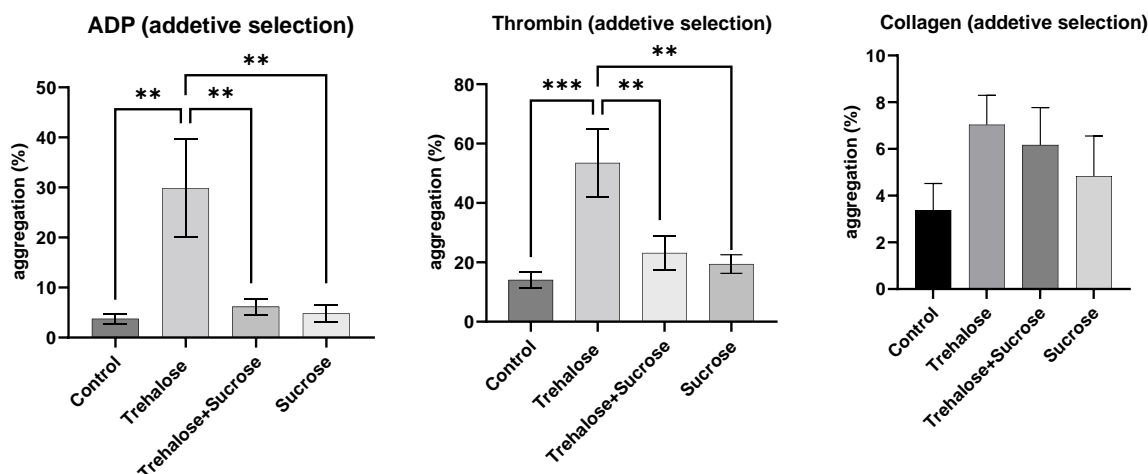 ADP (addetive selection)
**
**
**
aggregation (%)
50
40
30
20
10
0
Control
Trehalose
Trehalose+Sucrose
Sucrose
Thrombin (addetive selection)
**
***
**
aggregation (%)
80
60
40
20
0
Control
Trehalose
Trehalose+Sucrose
Sucrose
Collagen (addetive selection)
aggregation (%)
10
8
6
4
2
0
Control
Trehalose
Trehalose+Sucrose
Sucrose